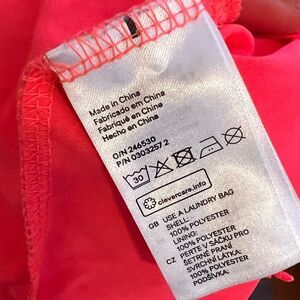 Made in China
Fabricado em China
Fabriqué en Chine
Hecho en China
O/N 246530
P/N 0303257 2
30
clevercare.info
GB USE A LAUNDRY BAG
SHELL:
100% POLYESTER
LINING:
100% POLYESTER
CZ PERTE V SÁČKU PRO
ŠETRNÉ PRANÍ
SVRCHNÍ LÁTKA:
100% POLYESTER
PODŠÍVKA: